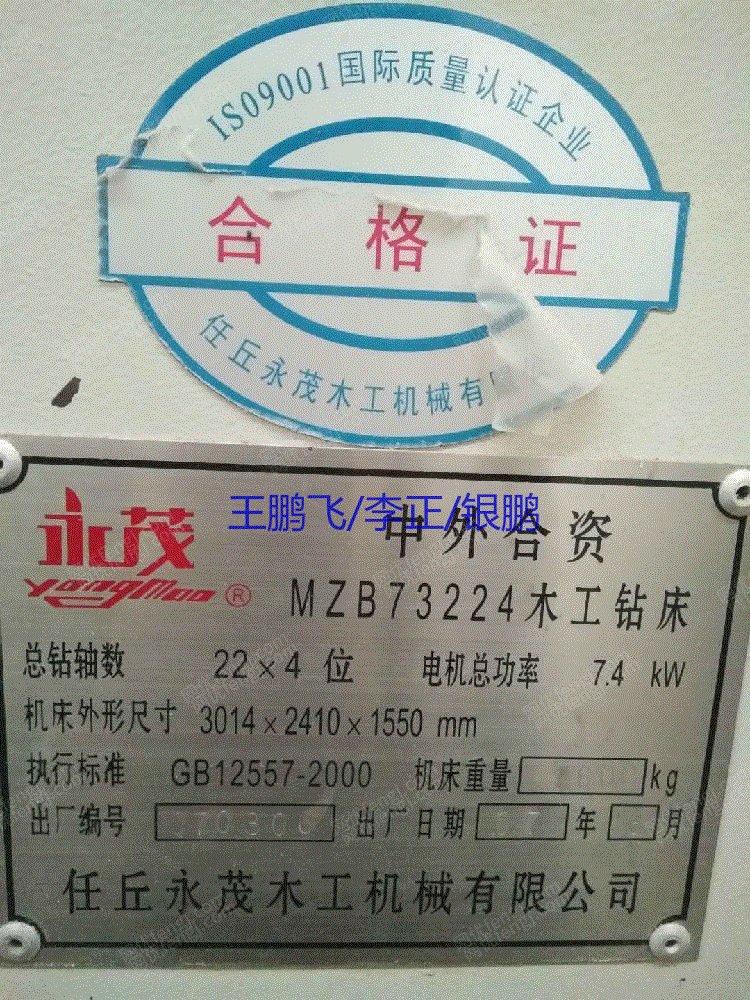 ISO9001国际质量认证企业
合格证
任丘永茂木工机械有
永茂
YongMao®
王鹏飞/李正/银鹏
中外合资
MZB73224木工钻床
总钻轴数 22×4 位 电机总功率 7.4 kW
机床外形尺寸 3014×2410×1550 mm
执行标准 GB12557-2000 机床重量 kg
出厂编号 出厂日期 年 月
任丘永茂木工机械有限公司